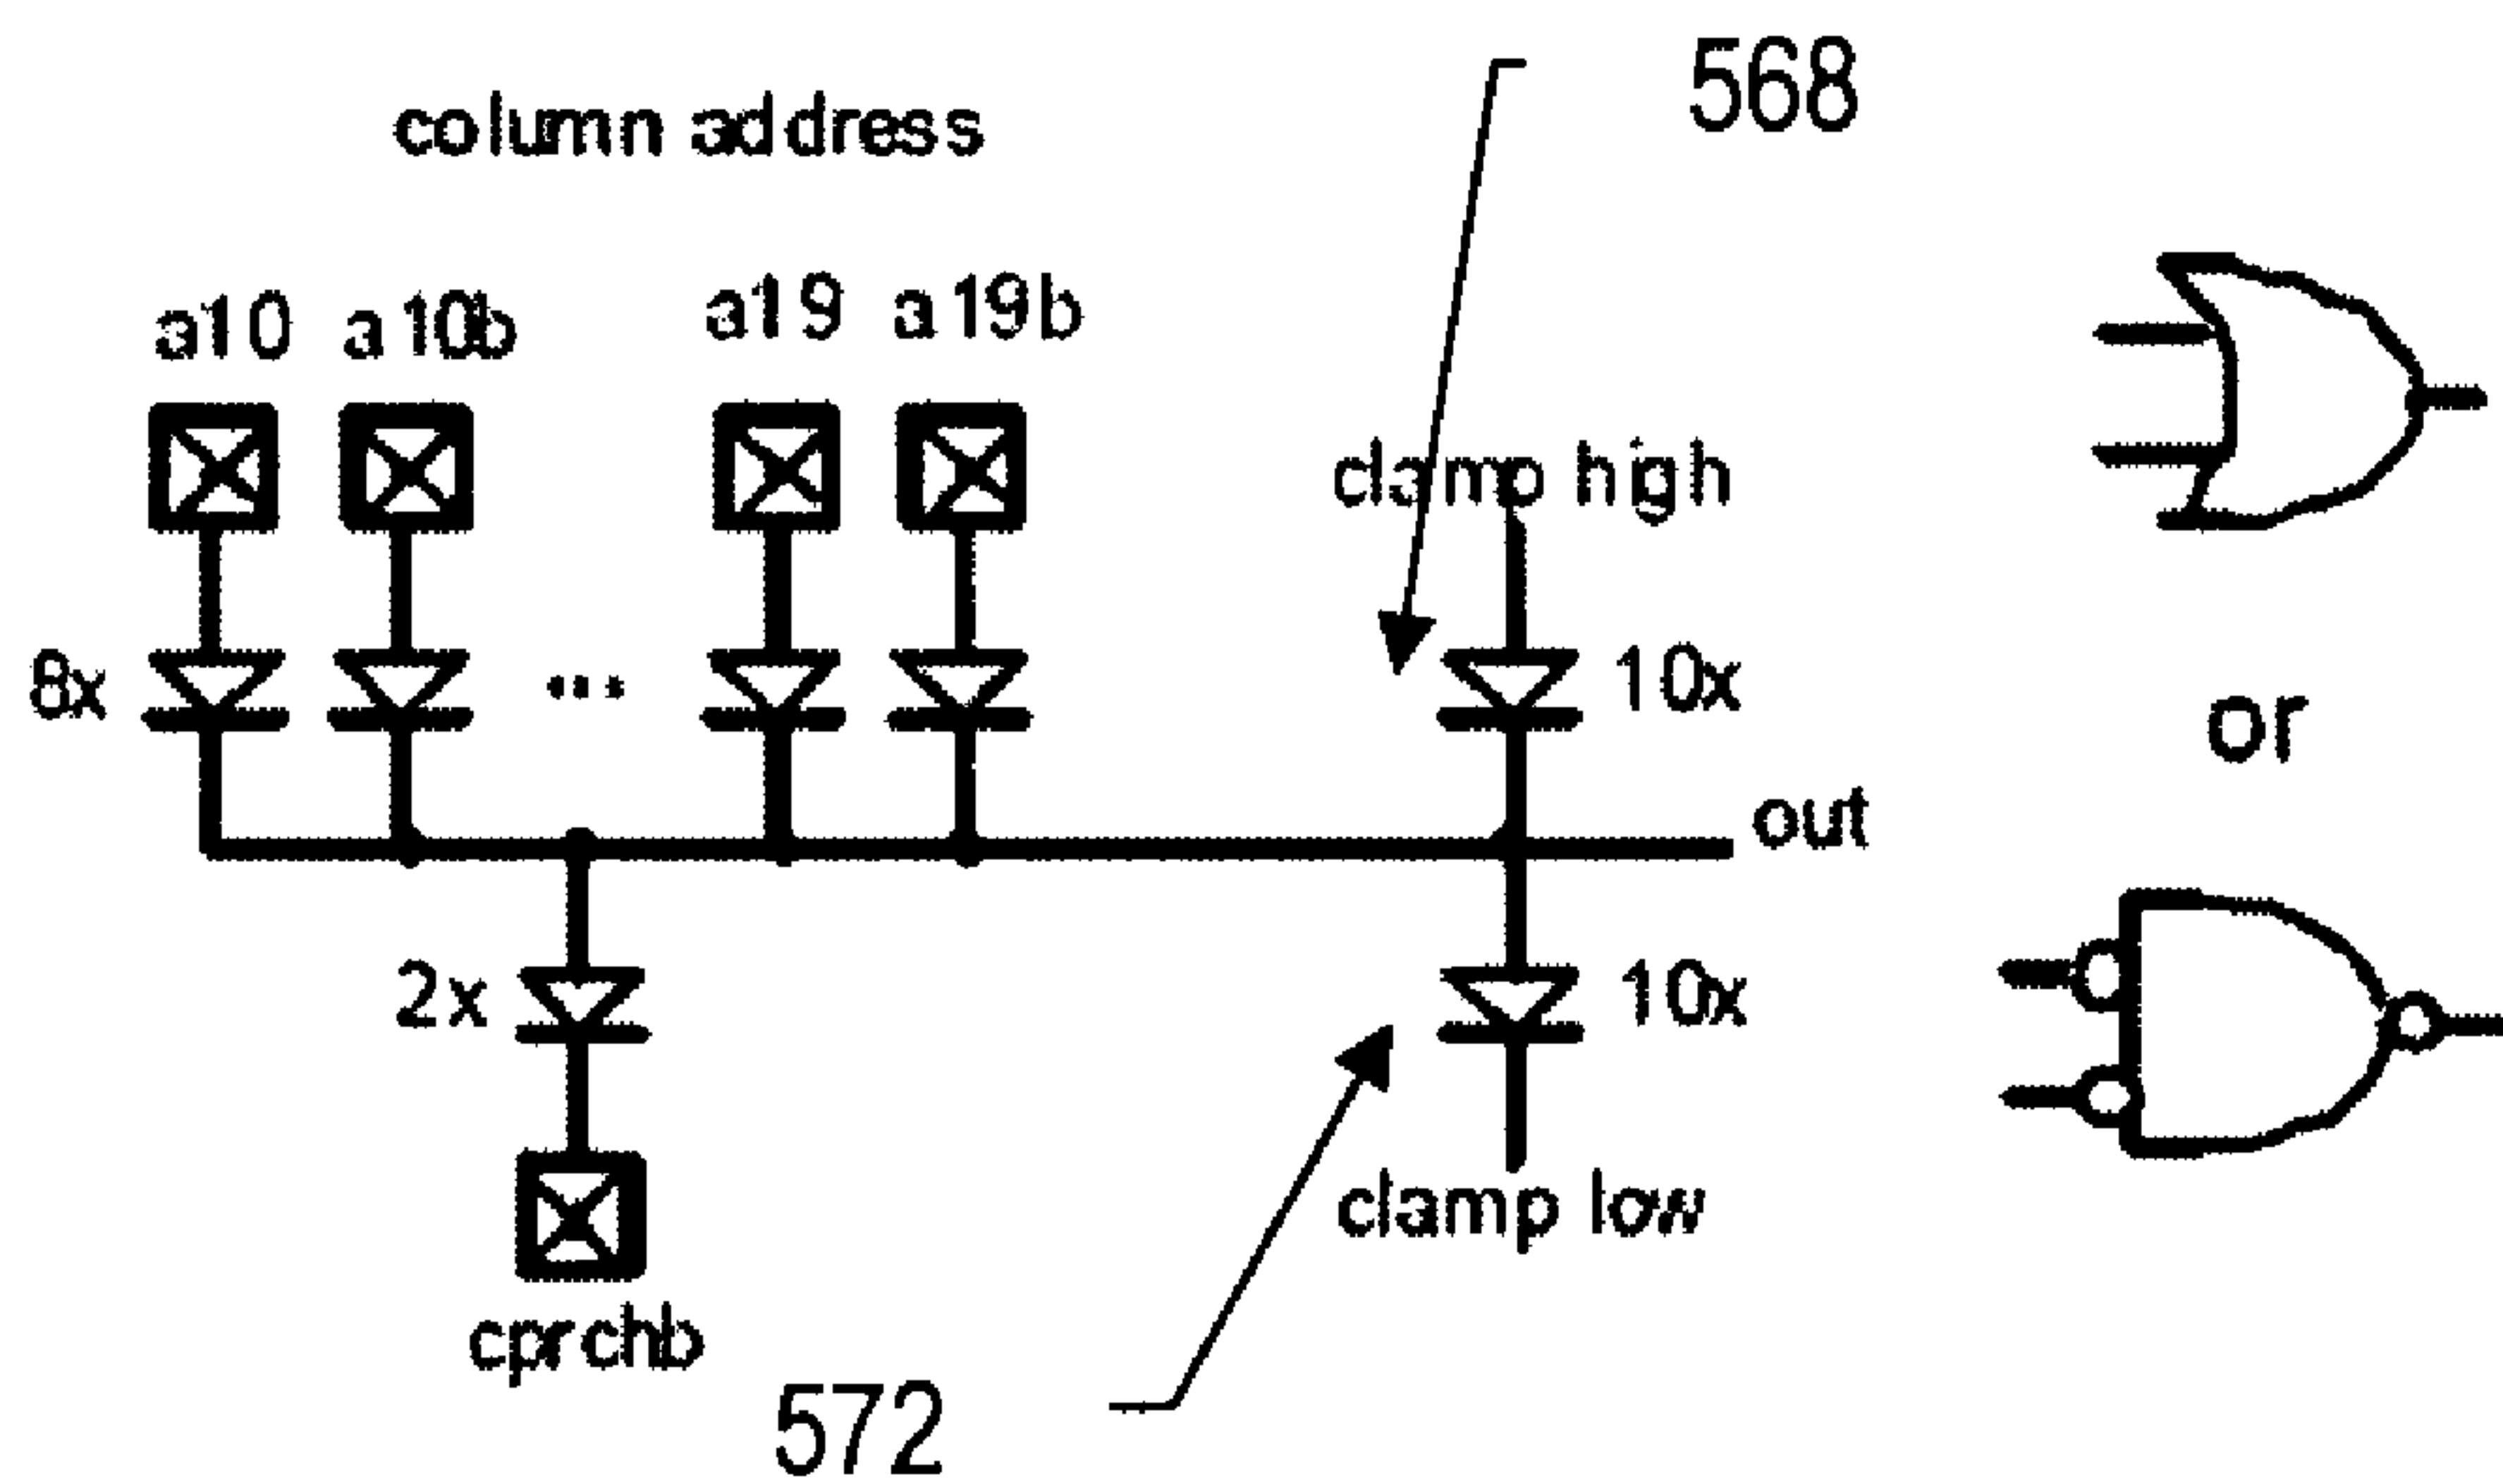 568
column address
a10 a10b a19 a19b
clamp high
8x ... 10x
or
out
2x 10x
clamp low
cprchb
572